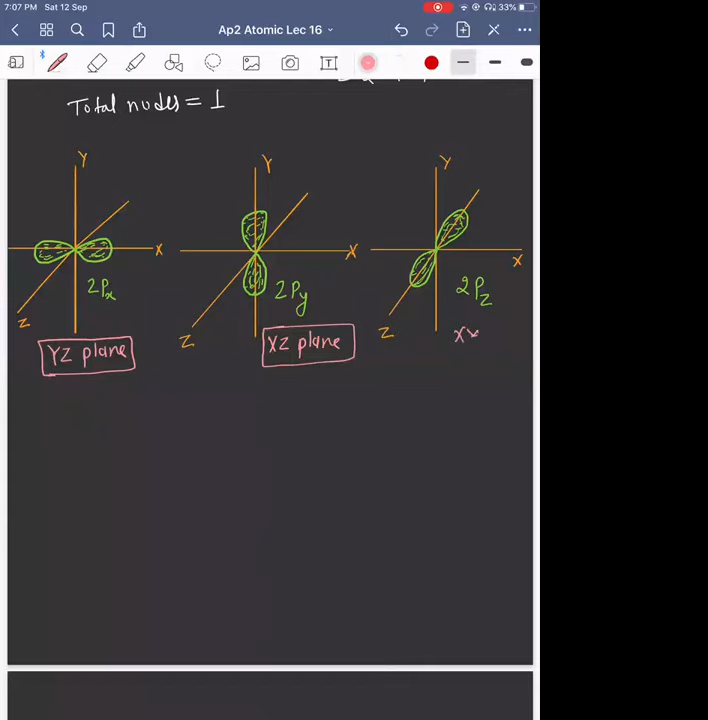 7:07 PM Sat 12 Sep
33%
Ap2 Atomic Lec 16
T
Total nodes = 1
Y
Y
Y
X
X
X
2Px
2Py
2Pz
Z
Z
Z
YZ plane
XZ plane